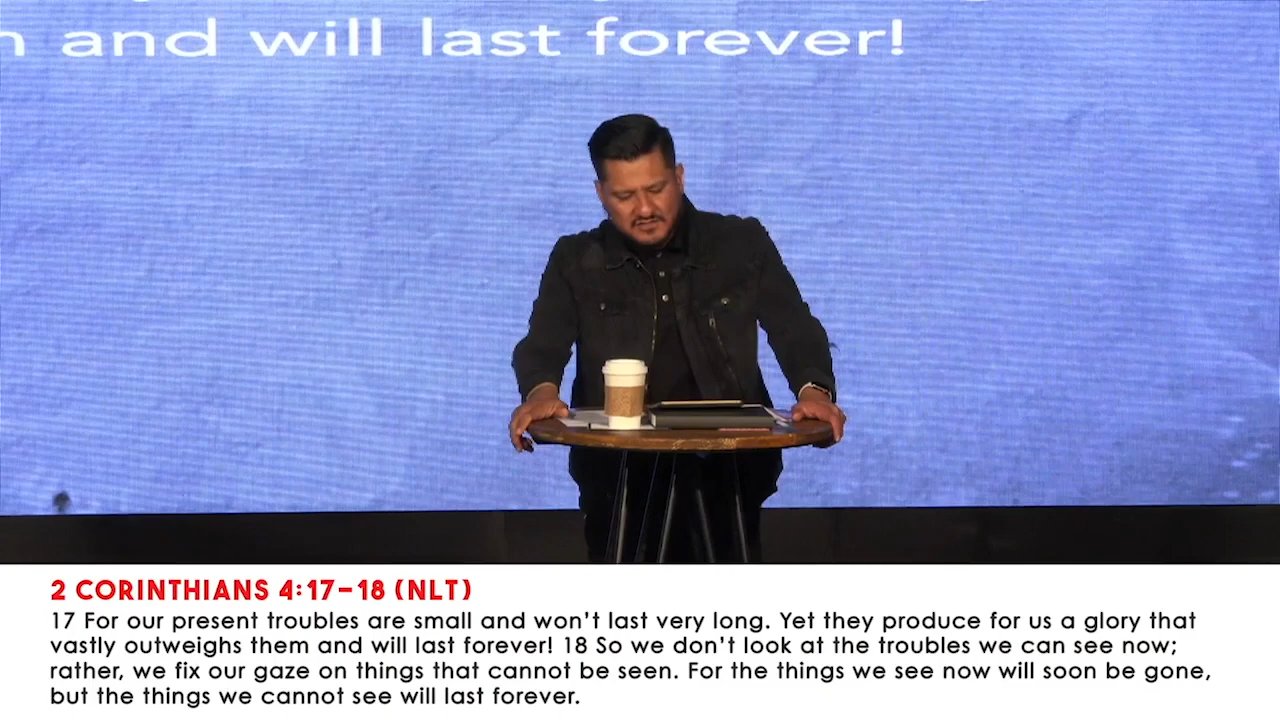 and will last forever!
2 CORINTHIANS 4:17-18 (NLT)
17 For our present troubles are small and won't last very long. Yet they produce for us a glory that
vastly outweighs them and will last forever! 18 So we don't look at the troubles we can see now;
rather, we fix our gaze on things that cannot be seen. For the things we see now will soon be gone,
but the things we cannot see will last forever.